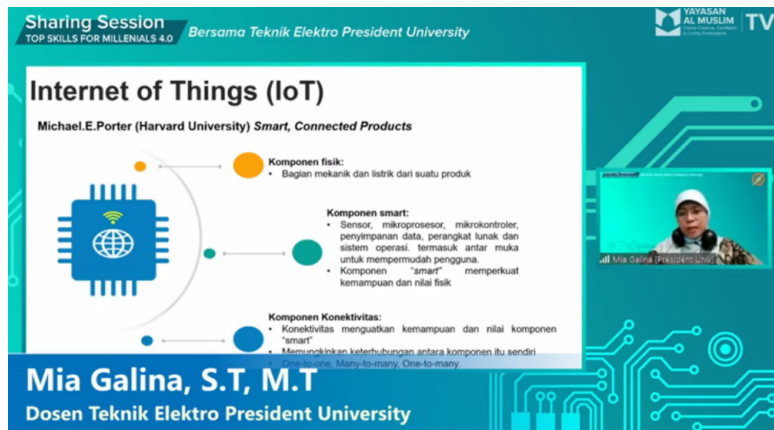 Sharing Session
TOP SKILLS FOR MILLENIALS 4.0
Bersama Teknik Elektro President University
YAYASAN
AL MUSLIM
TV
Internet of Things (IoT)
Michael.E.Porter (Harvard University) Smart, Connected Products
Komponen fisik:
• Bagian mekanik dan listrik dari suatu produk
Komponen smart:
• Sensor, mikroprosesor, mikrokontroler,
penyimpanan data, perangkat lunak dan
sistem operasi. termasuk antar muka
untuk mempermudah pengguna.
• Komponen “smart” memperkuat
kemampuan dan nilai fisik
Komponen Konektivitas:
• Konektivitas menguatkan kemampuan dan nilai komponen
“smart”
• Memungkinkan keterhubungan antara komponen itu sendiri
• One-to-one, Many-to-many, One-to-many.
Mia Galina (President Univ)
Mia Galina, S.T, M.T
Dosen Teknik Elektro President University